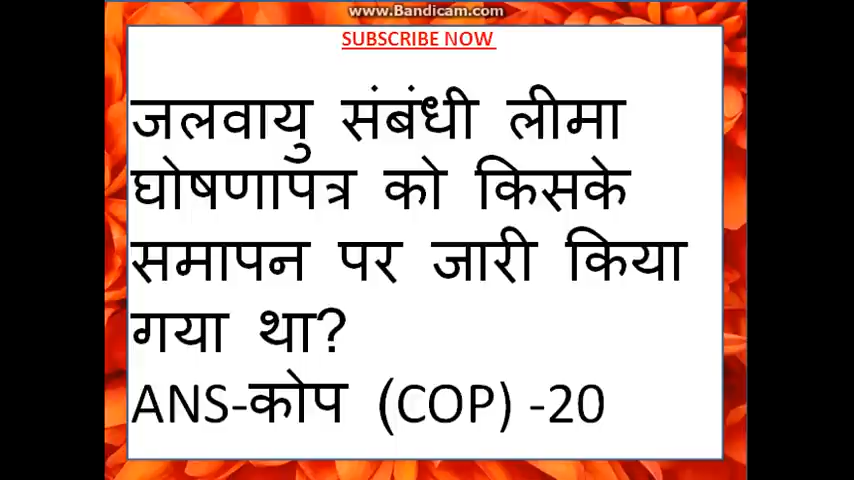 www.Bandicam.com
SUBSCRIBE NOW
जलवायु संबंधी लीमा
घोषणापत्र को किसके
समापन पर जारी किया
गया था?
ANS-कोप (COP) -20